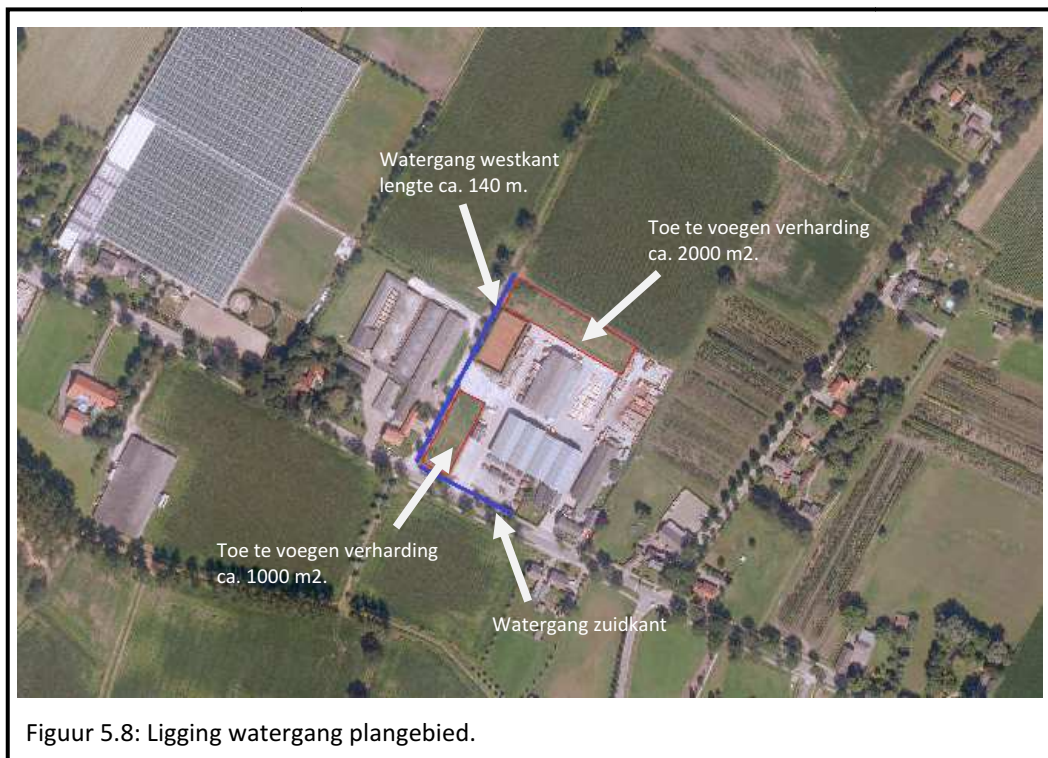 Watergang westkant
lengte ca. 140 m.
Toe te voegen verharding
ca. 2000 m2.
Toe te voegen verharding
ca. 1000 m2.
Watergang zuidkant
Figuur 5.8: Ligging watergang plangebied.